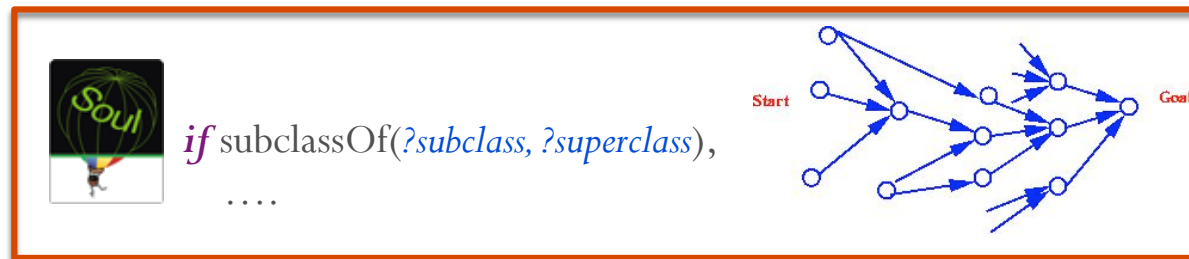 Soul
if subclassOf(?subclass, ?superclass),
....
Start
Goal